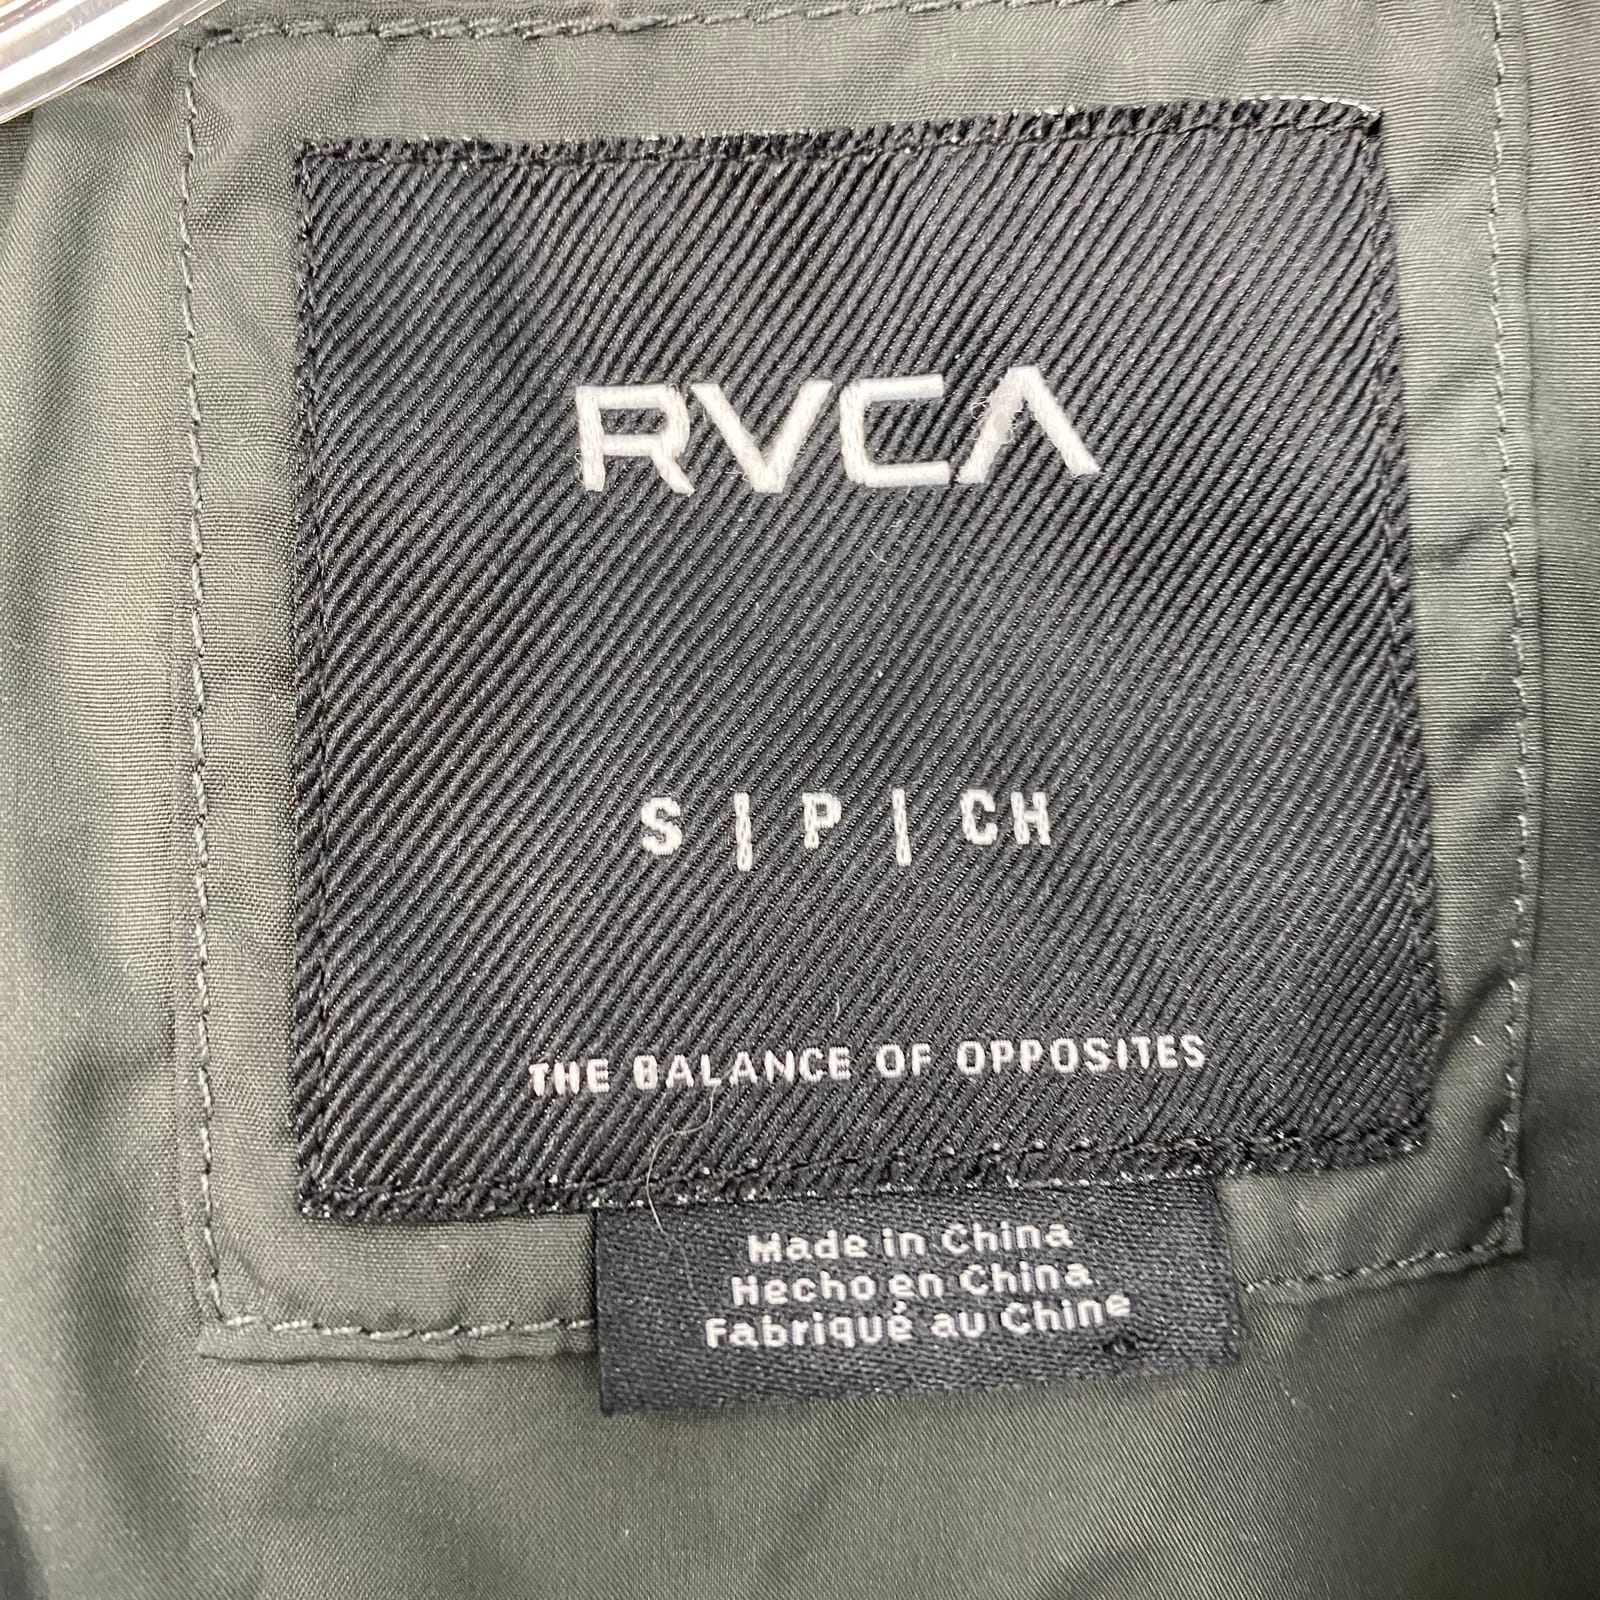 RVCA
S | P | CH
THE BALANCE OF OPPOSITES
Made in China
Hecho en China
Fabriqué au Chine